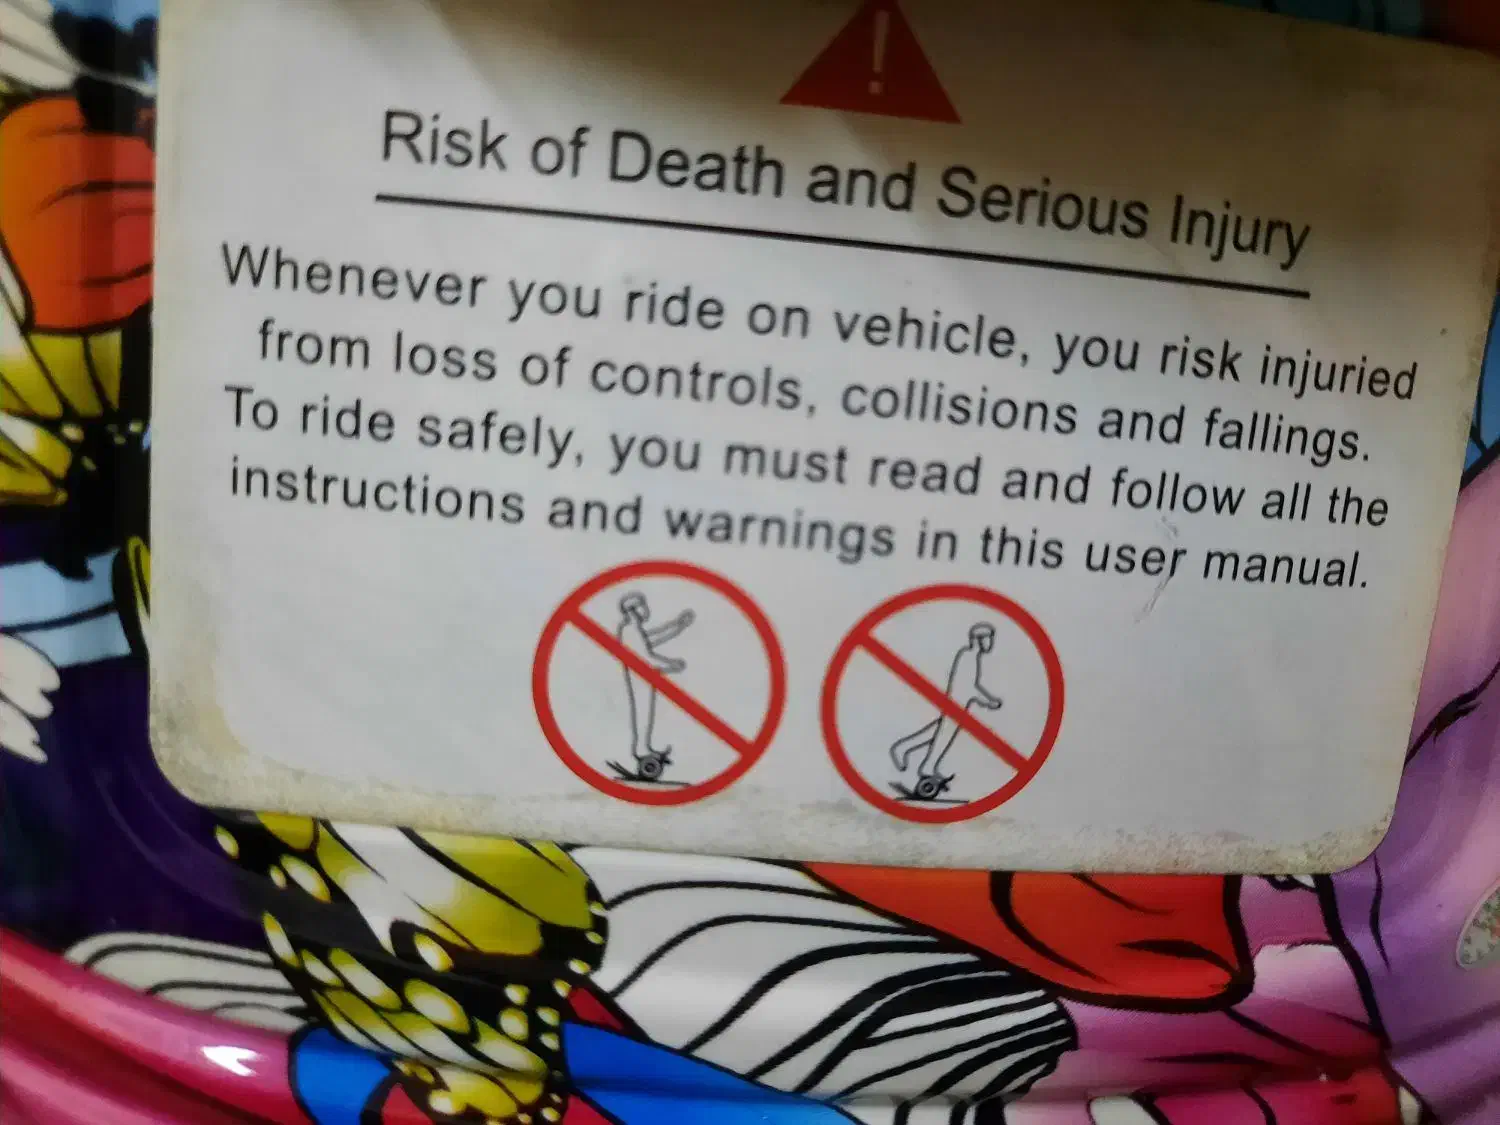 Risk of Death and Serious Injury
Whenever you ride on vehicle, you risk injuried
from loss of controls, collisions and fallings.
To ride safely, you must read and follow all the
instructions and warnings in this user manual.